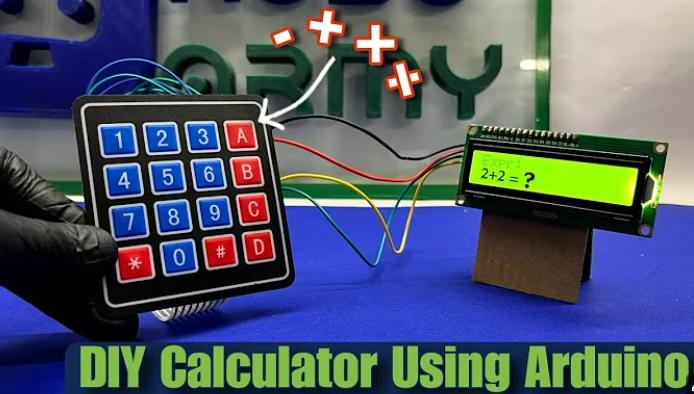 ROBO
ARMY
- + + ÷
1 2 3 A
4 5 6 B
7 8 9 C
* 0 # D
Expr:
2+2 = ?
DIY Calculator Using Arduino